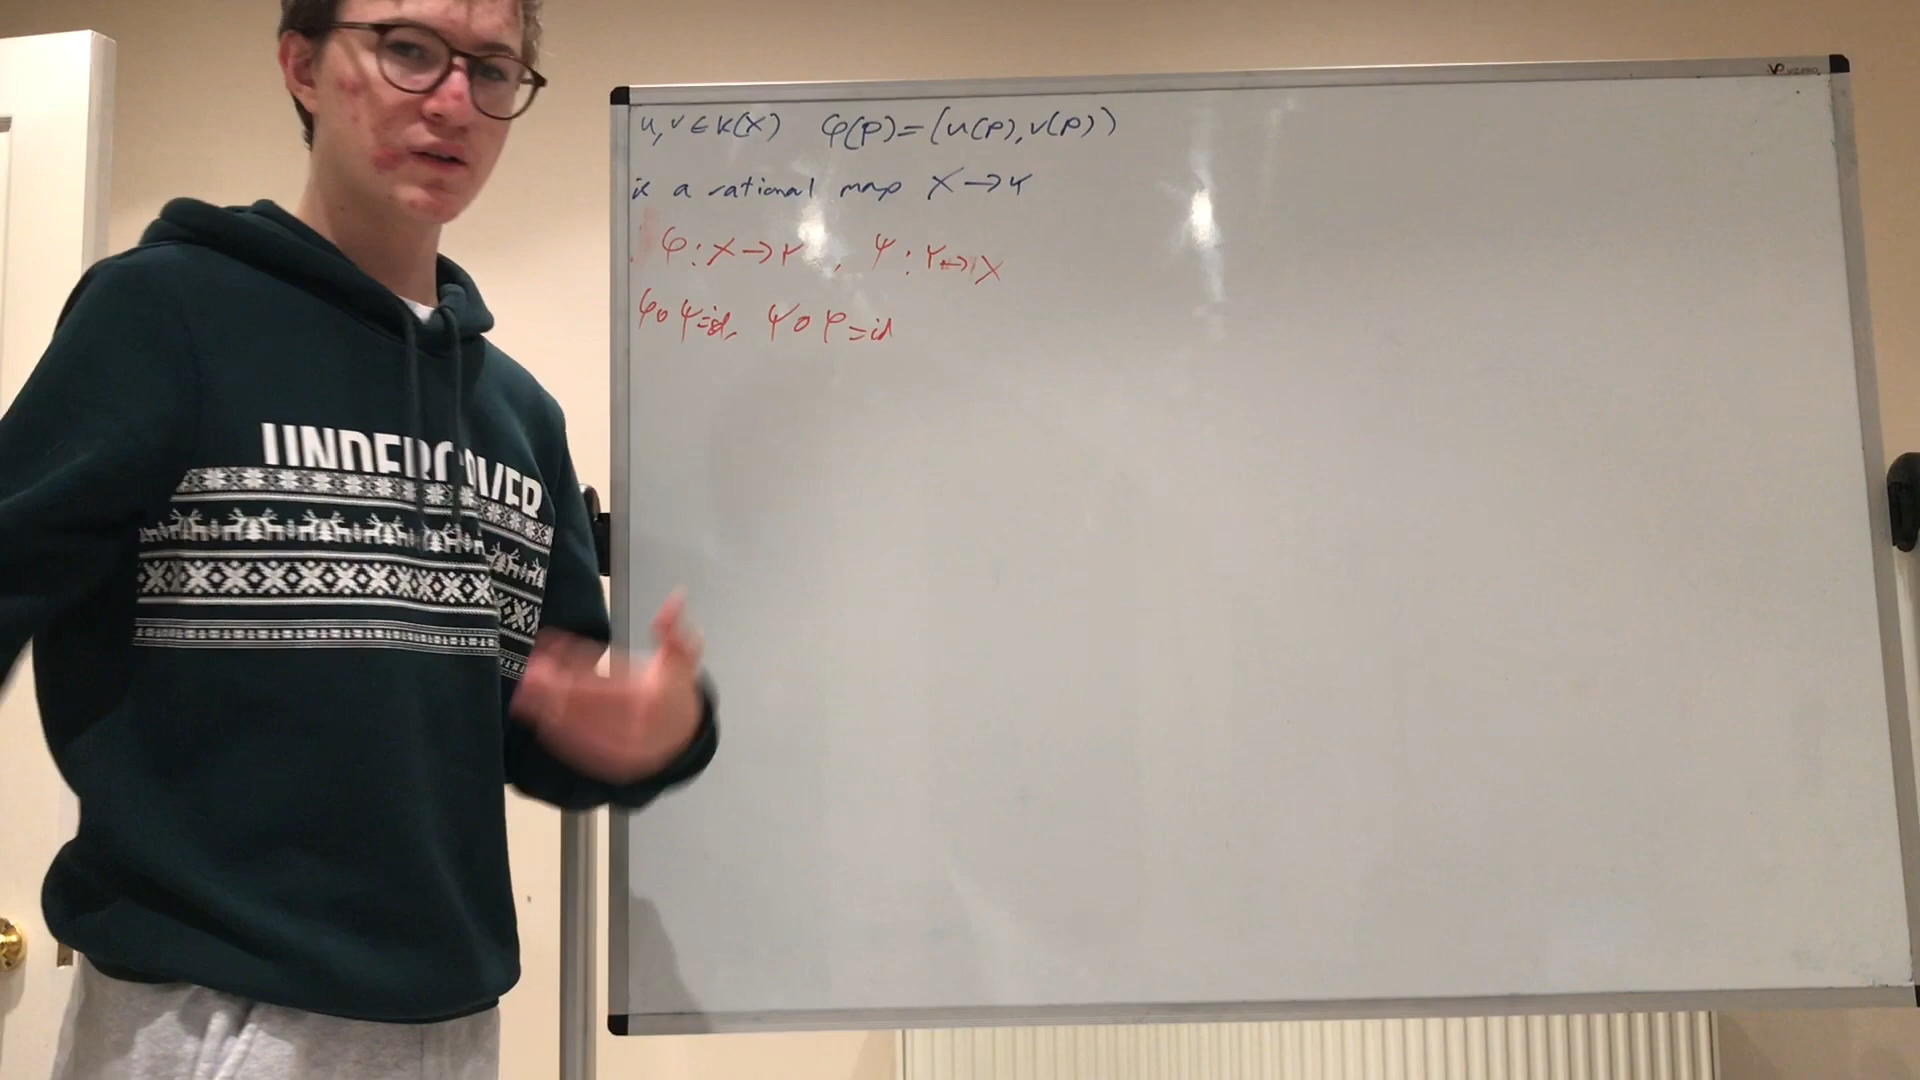 u, v ∈ k(X) φ(p)=(u(p), v(p))
is a rational map X→Y
φ: X→Y, ψ: Y→X
φ∘ψ=id, ψ∘φ=id
UNDERCOVER